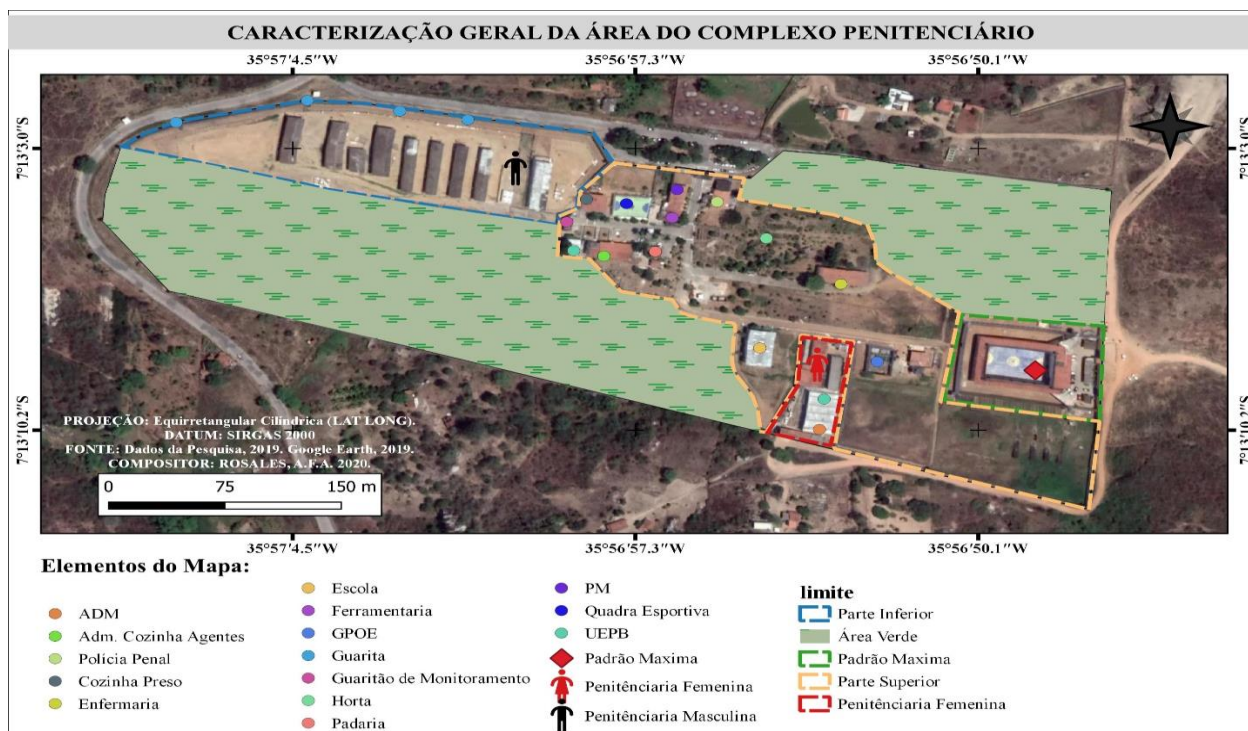 CARACTERIZAÇÃO GERAL DA ÁREA DO COMPLEXO PENITENCIÁRIO
35°57'4.5"W 35°56'57.3"W 35°56'50.1"W
7°13'3.0"S 7°13'3.0"S
7°13'10.2"S 7°13'10.2"S
PROJEÇÃO: Equirretangular Cilíndrica (LAT LONG).
DATUM: SIRGAS 2000
FONTE: Dados da Pesquisa, 2019. Google Earth, 2019.
COMPOSITOR: ROSALES, A.F.A. 2020.
0 75 150 m
35°57'4.5"W 35°56'57.3"W 35°56'50.1"W
Elementos do Mapa:
ADM
Adm. Cozinha Agentes
Polícia Penal
Cozinha Preso
Enfermaria
Escola
Ferramentaria
GPOE
Guarita
Guaritão de Monitoramento
Horta
Padaria
PM
Quadra Esportiva
UEPB
Padrão Maxima
Penitênciaria Femenina
Penitênciaria Masculina
limite
Parte Inferior
Área Verde
Padrão Maxima
Parte Superior
Penitênciaria Femenina